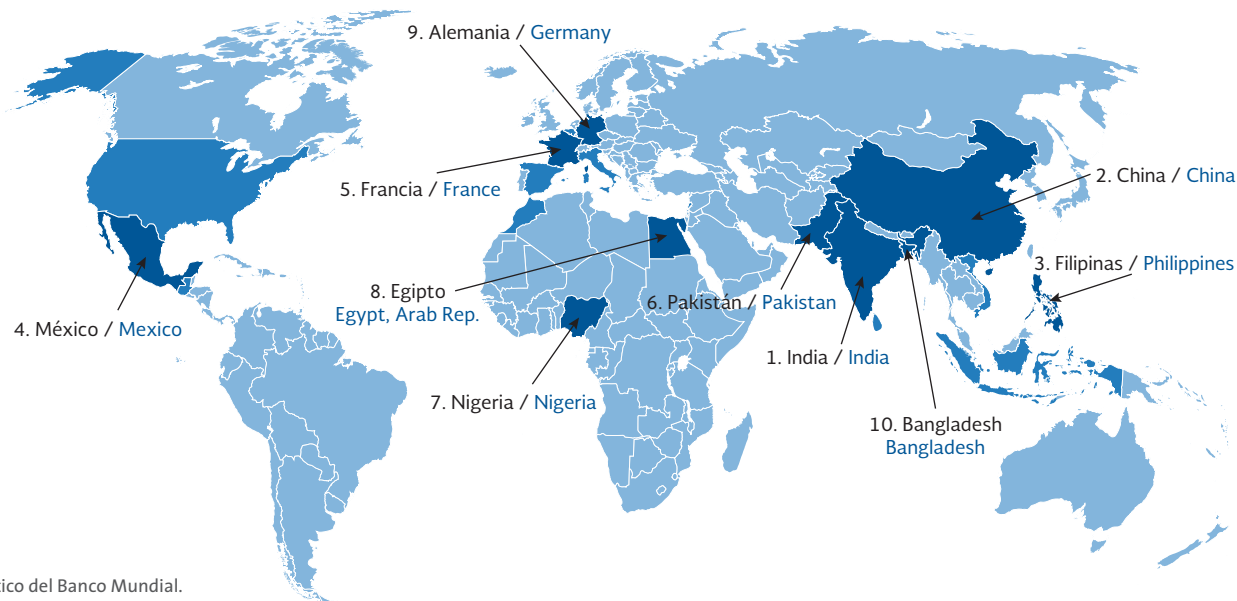 9. Alemania / Germany
5. Francia / France
2. China / China
3. Filipinas / Philippines
8. Egipto
Egypt, Arab Rep.
6. Pakistán / Pakistan
4. México / Mexico
1. India / India
7. Nigeria / Nigeria
10. Bangladesh
Bangladesh
del Banco Mundial.